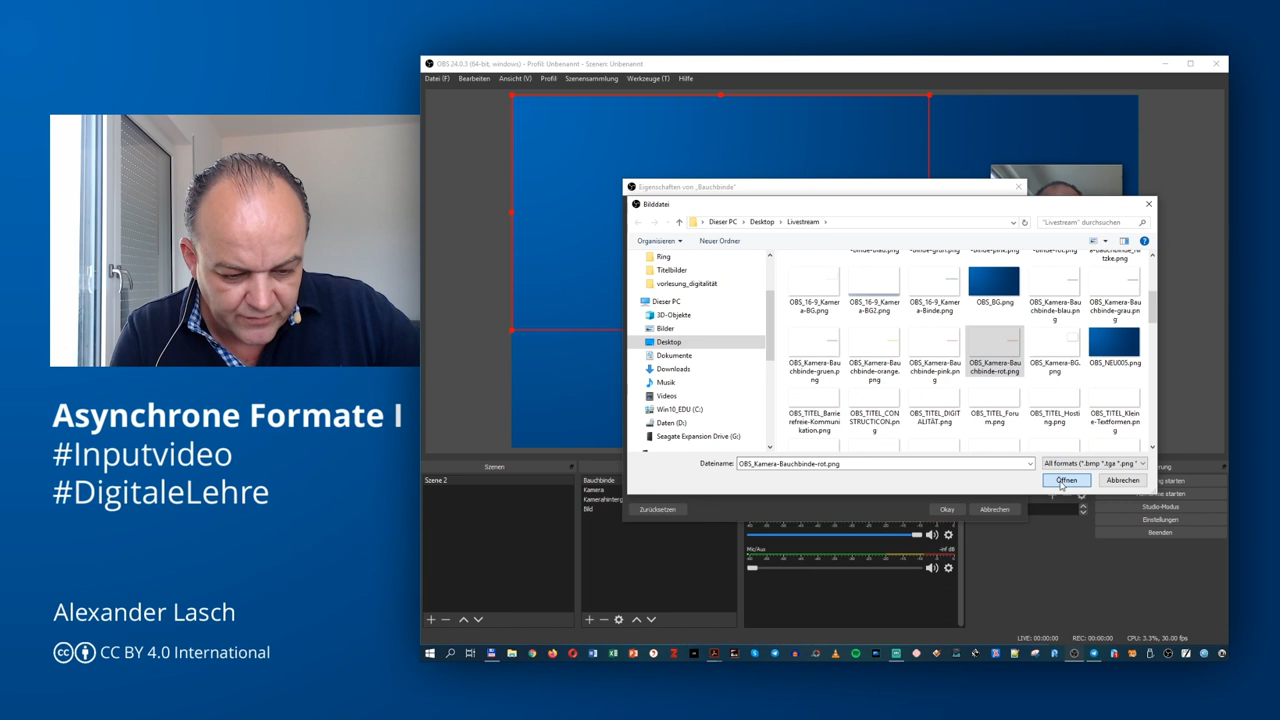 OBS 24.0.3 (64-bit, windows) - Profil: Unbenannt - Szenen: Unbenannt
Datei (F) Bearbeiten Ansicht (V) Profil Szenensammlung Werkzeuge (T) Hilfe
Eigenschaften von „Bauchbinde"
Bilddatei
Dieser PC Desktop Livestream
"Livestream" durchsuchen
Organisieren Neuer Ordner
Ring
Titelbilder
vorlesung_digitalität
Dieser PC
3D-Objekte
Bilder
Desktop
Dokumente
Downloads
Musik
Videos
Win10_EDU (C:)
Daten (D:)
Seagate Expansion Drive (G:)
OBS_16-9_Kamera-BG.png
OBS_16-9_Kamera-BG2.png
OBS_16-9_Kamera-Binde.png
OBS_BG.png
OBS_Kamera-Bauchbinde-blau.png
OBS_Kamera-Bauchbinde-grau.png
OBS_Kamera-Bauchbinde-gruen.png
OBS_Kamera-Bauchbinde-orange.png
OBS_Kamera-Bauchbinde-pink.png
OBS_Kamera-Bauchbinde-rot.png
OBS_Kamera-BG.png
OBS_NEU005.png
OBS_TITEL_Barrierefreie-Kommunikation.png
OBS_TITEL_CONSTRUCTICON.png
OBS_TITEL_DIGITALITÄT.png
OBS_TITEL_Forum.png
OBS_TITEL_Hosting.png
OBS_TITEL_Kleine-Textformen.png
Dateiname: OBS_Kamera-Bauchbinde-rot.png
All formats (*.bmp *.tga *.png
Öffnen Abbrechen
Zurücksetzen Okay Abbrechen
Szenen
Szene 2
Bauchbinde
Kamera
Kamerahinterg
Bild
Mic/Aux
-inf dB
Studio-Modus
Einstellungen
Beenden
LIVE: 00:00:00 REC: 00:00:00 CPU: 3.3%, 30.00 fps
Asynchrone Formate I
#Inputvideo
#DigitaleLehre
Alexander Lasch
CC BY 4.0 International